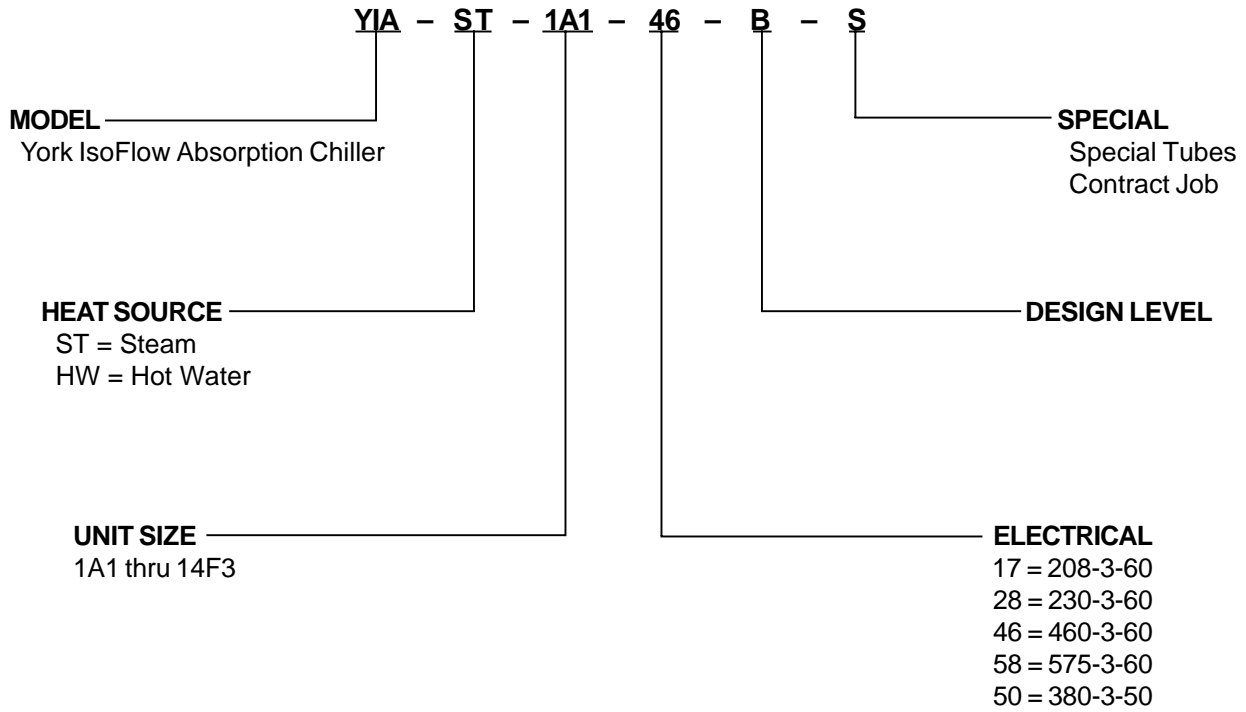 YIA – ST – 1A1 – 46 – B – S
MODEL
York IsoFlow Absorption Chiller
SPECIAL
Special Tubes
Contract Job
HEAT SOURCE
ST = Steam
HW = Hot Water
DESIGN LEVEL
UNIT SIZE
1A1 thru 14F3
ELECTRICAL
17 = 208-3-60
28 = 230-3-60
46 = 460-3-60
58 = 575-3-60
50 = 380-3-50